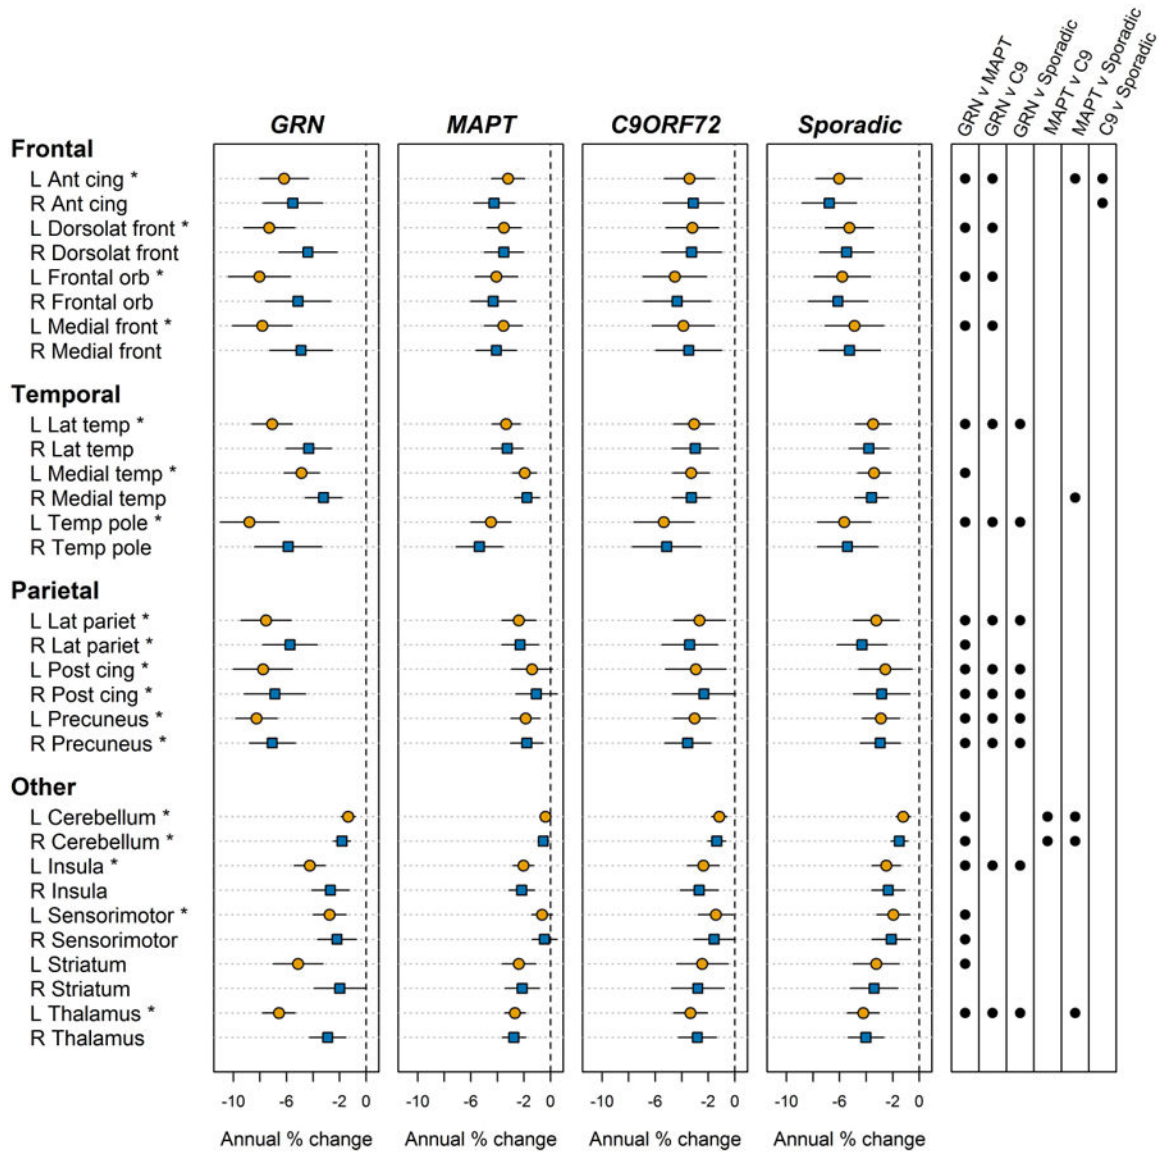 GRN v MAPT
GRN v C9
GRN v Sporadic
MAPT v C9
MAPT v Sporadic
C9 v Sporadic
GRN MAPT C9ORF72 Sporadic
Frontal
L Ant cing *
R Ant cing
L Dorsolat front *
R Dorsolat front
L Frontal orb *
R Frontal orb
L Medial front *
R Medial front
Temporal
L Lat temp *
R Lat temp
L Medial temp *
R Medial temp
L Temp pole *
R Temp pole
Parietal
L Lat pariet *
R Lat pariet *
L Post cing *
R Post cing *
L Precuneus *
R Precuneus *
Other
L Cerebellum *
R Cerebellum *
L Insula *
R Insula
L Sensorimotor *
R Sensorimotor
L Striatum
R Striatum
L Thalamus *
R Thalamus
-10 -6 -2 0 -10 -6 -2 0 -10 -6 -2 0 -10 -6 -2 0
Annual % change Annual % change Annual % change Annual % change